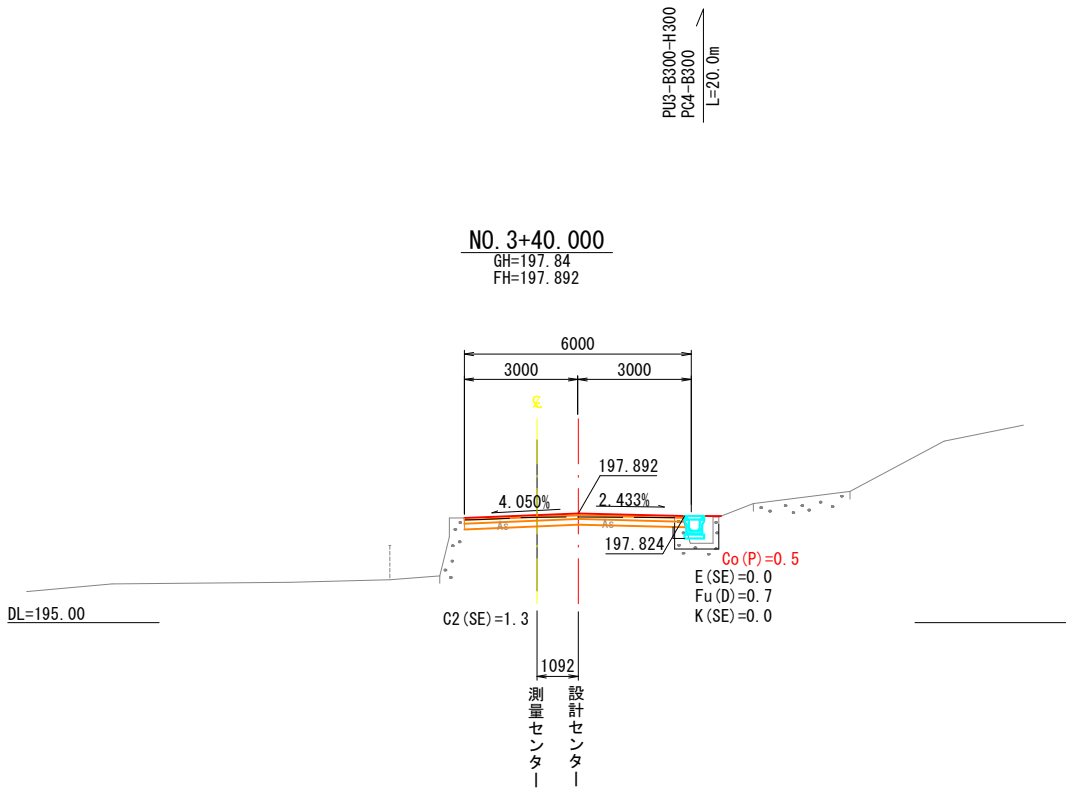 PU3-B300-H300
PC4-B300
L=20.0m
NO.3+40.000
GH=197.84
FH=197.892
6000
3000
3000
℄
197.892
4.050%
2.433%
As
As
197.824
Co(P)=0.5
E(SE)=0.0
Fu(D)=0.7
K(SE)=0.0
DL=195.00
C2(SE)=1.3
1092
測量センター
設計センター